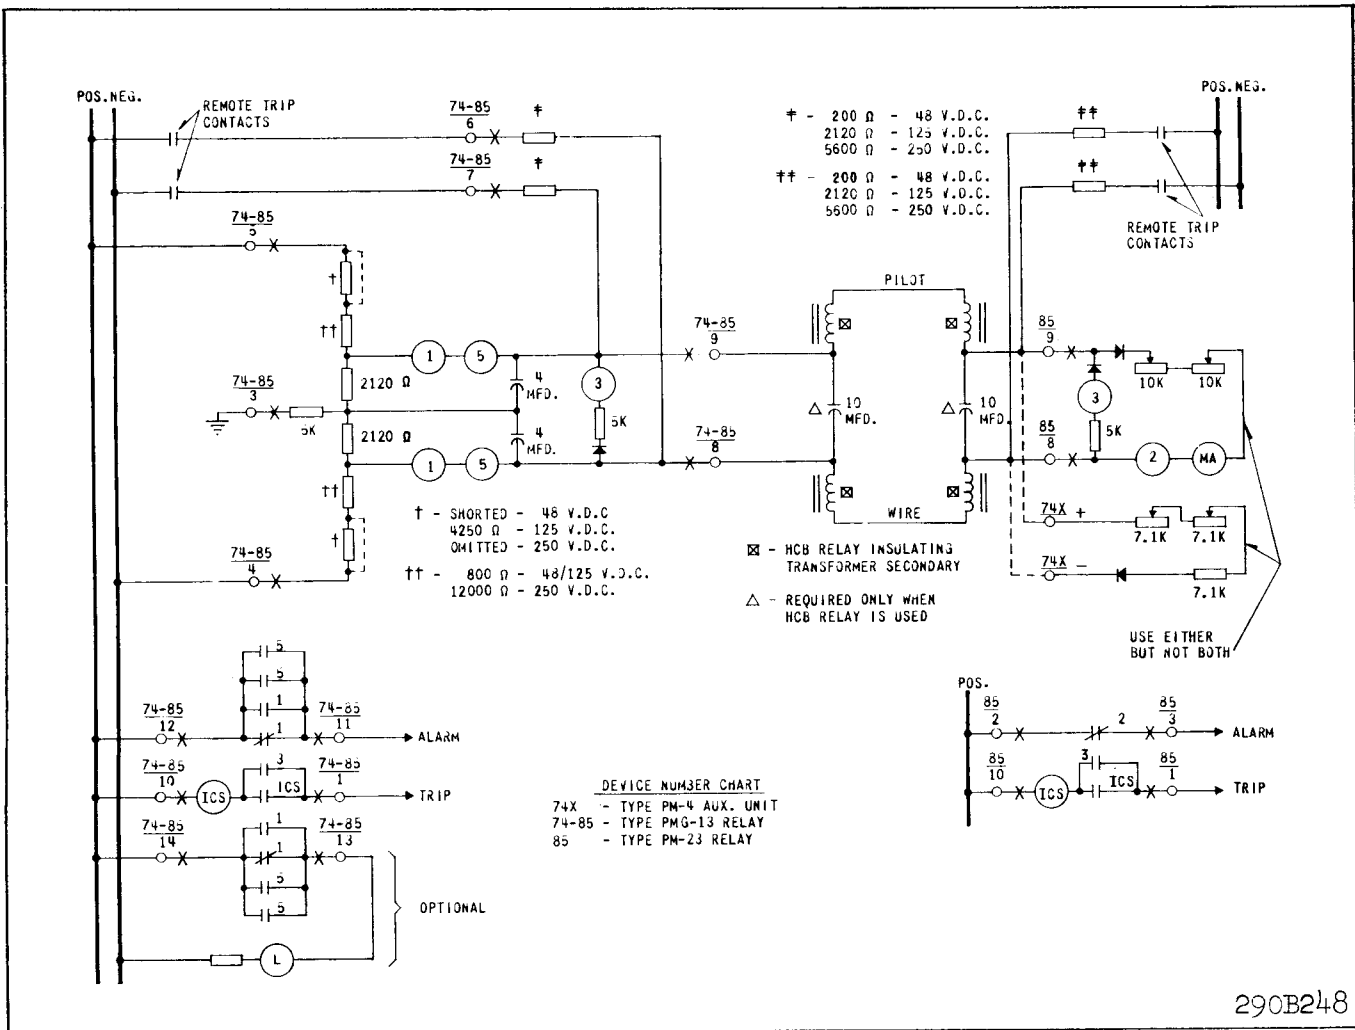 POS. NEG.
REMOTE TRIP
CONTACTS
74-85
6
ⵐ
74-85
7
ⵐ
74-85
5
†
††
74-85
3
5K
2120 Ω
2120 Ω
1
5
1
5
4
MFD.
4
MFD.
3
5K
††
†
74-85
4
† - SHORTED - 48 V.D.C
4250 Ω - 125 V.D.C.
OMITTED - 250 V.D.C.
†† - 800 Ω - 48/125 V.D.C.
12000 Ω - 250 V.D.C.
‡ - 200 Ω - 48 V.D.C.
2120 Ω - 125 V.D.C.
5600 Ω - 250 V.D.C.
‡‡ - 200 Ω - 48 V.D.C.
2120 Ω - 125 V.D.C.
5600 Ω - 250 V.D.C.
74-85
9
74-85
8
PILOT
WIRE
△ 10
MFD.
△ 10
MFD.
⊠ - HCB RELAY INSULATING
TRANSFORMER SECONDARY
△ - REQUIRED ONLY WHEN
HCB RELAY IS USED
POS. NEG.
‡‡
‡‡
REMOTE TRIP
CONTACTS
85
9
10K
10K
3
5K
85
8
2
MA
74X +
7.1K
7.1K
74X -
7.1K
USE EITHER
BUT NOT BOTH
5
5
1
74-85
12
1
74-85
11
ALARM
74-85
10
ICS
3
ICS
74-85
1
TRIP
74-85
14
1
1
5
5
74-85
13
OPTIONAL
L
DEVICE NUMBER CHART
74X - TYPE PM-4 AUX. UNIT
74-85 - TYPE PMG-13 RELAY
85 - TYPE PM-23 RELAY
POS.
85
2
2
85
3
ALARM
85
10
ICS
3
ICS
85
1
TRIP
290B248